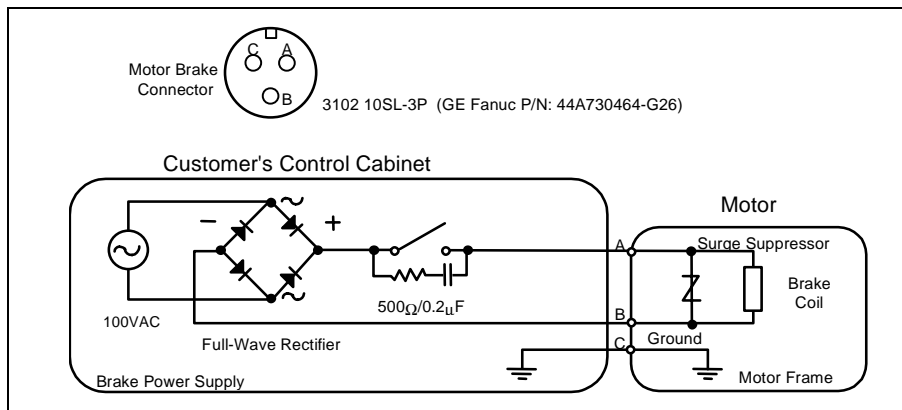 C A
Motor Brake
Connector
B
3102 10SL-3P (GE Fanuc P/N: 44A730464-G26)
Customer's Control Cabinet
Motor
− +
A
Surge Suppressor
Brake
Coil
500Ω/0.2µF
100VAC
B
Full-Wave Rectifier
C
Ground
Brake Power Supply
Motor Frame